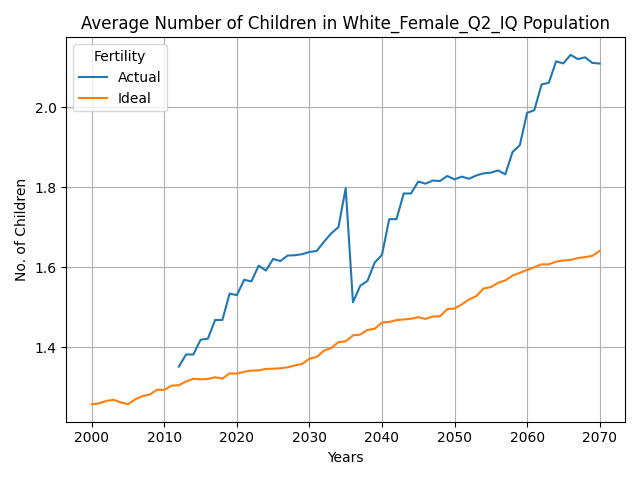 Average Number of Children in White_Female_Q2_IQ Population
Fertility
Actual
Ideal
No. of Children
2.0
1.8
1.6
1.4
2000 2010 2020 2030 2040 2050 2060 2070
Years